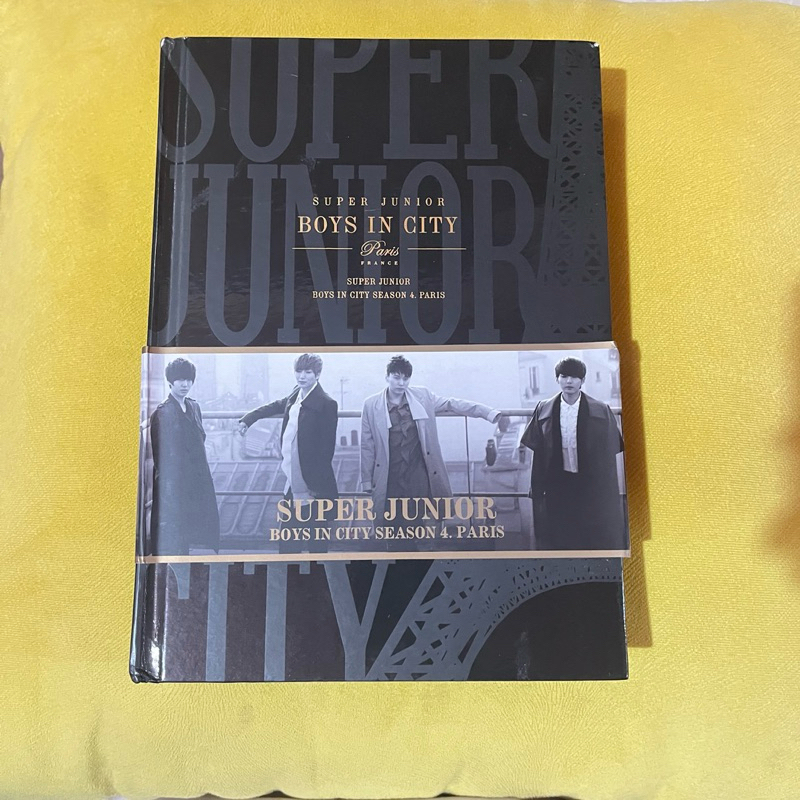 SUPER
JUNIOR
SUPER JUNIOR
BOYS IN CITY
Paris
FRANCE
SUPER JUNIOR
BOYS IN CITY SEASON 4. PARIS
SUPER JUNIOR
BOYS IN CITY SEASON 4. PARIS
CITY